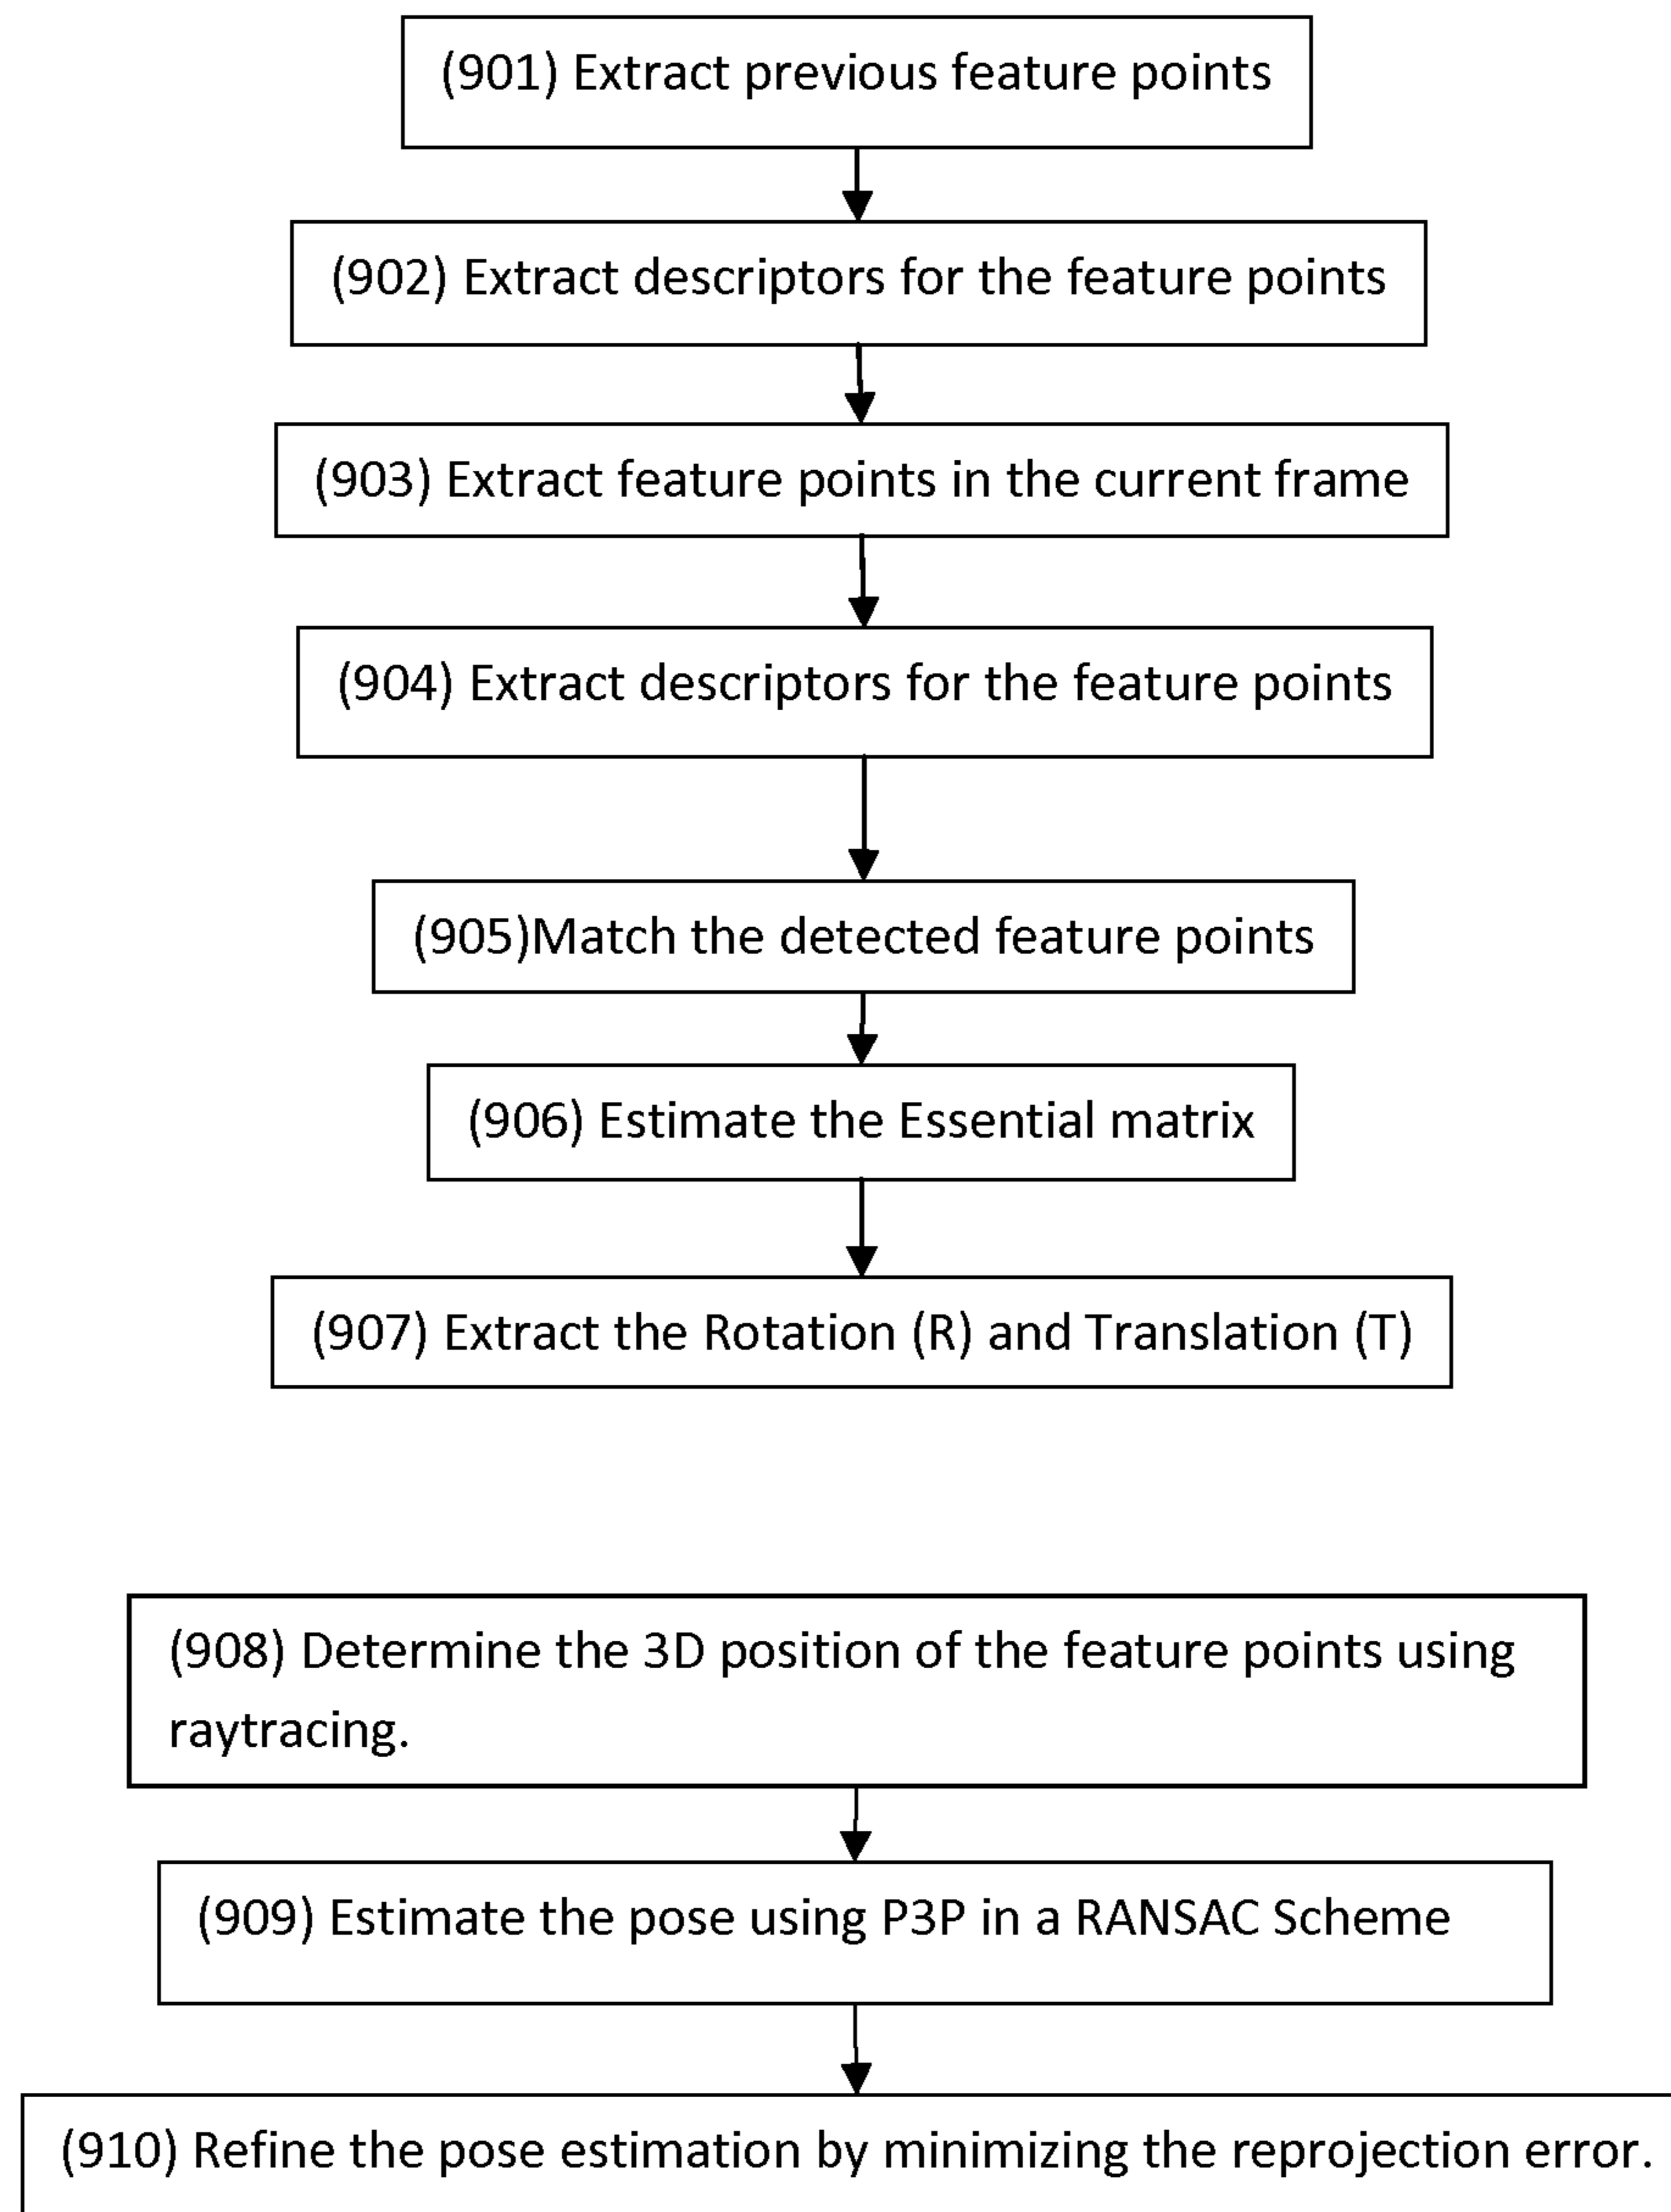 (901) Extract previous feature points
(902) Extract descriptors for the feature points
(903) Extract feature points in the current frame
(904) Extract descriptors for the feature points
(905)Match the detected feature points
(906) Estimate the Essential matrix
(907) Extract the Rotation (R) and Translation (T)
(908) Determine the 3D position of the feature points using
raytracing.
(909) Estimate the pose using P3P in a RANSAC Scheme
(910) Refine the pose estimation by minimizing the reprojection error.